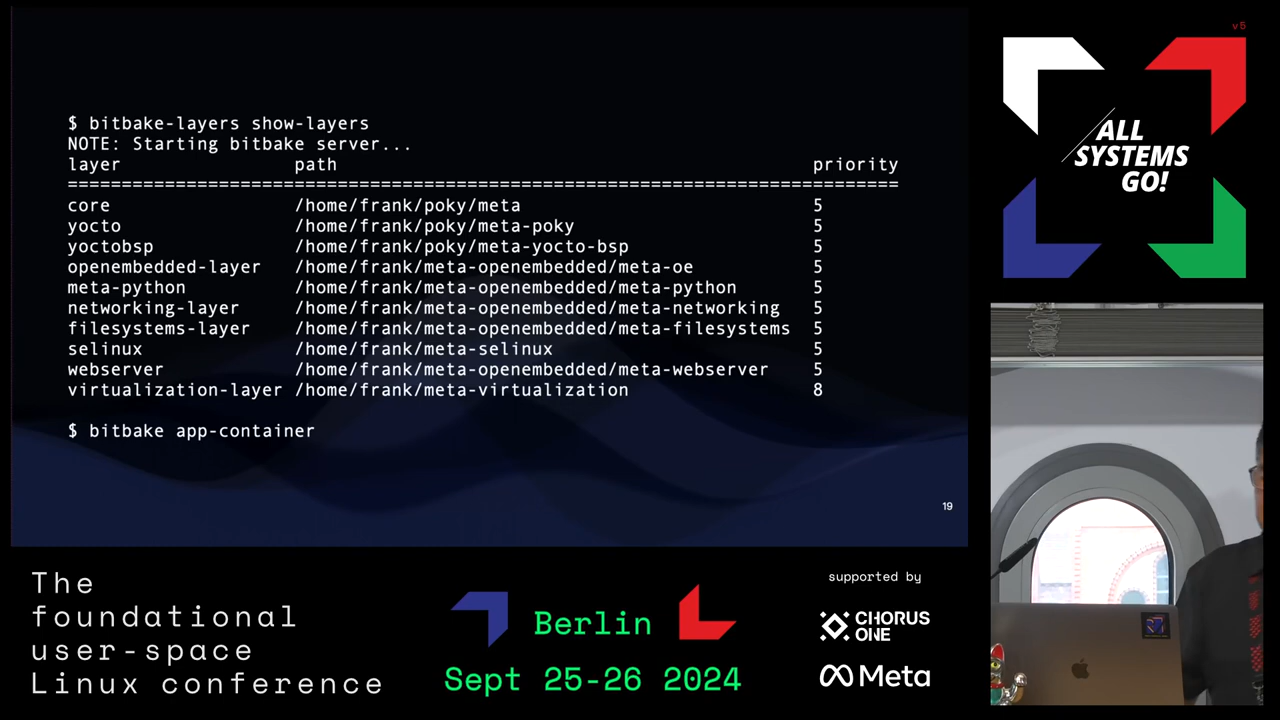 $ bitbake-layers show-layers
NOTE: Starting bitbake server...
layer path priority
=============================================================================
core /home/frank/poky/meta 5
yocto /home/frank/poky/meta-poky 5
yoctobsp /home/frank/poky/meta-yocto-bsp 5
openembedded-layer /home/frank/meta-openembedded/meta-oe 5
meta-python /home/frank/meta-openembedded/meta-python 5
networking-layer /home/frank/meta-openembedded/meta-networking 5
filesystems-layer /home/frank/meta-openembedded/meta-filesystems 5
selinux /home/frank/meta-selinux 5
webserver /home/frank/meta-openembedded/meta-webserver 5
virtualization-layer /home/frank/meta-virtualization 8
$ bitbake app-container
19
v5
ALL
SYSTEMS
GO!
The
foundational
user-space
Linux conference
Berlin
Sept 25-26 2024
supported by
CHORUS
ONE
Meta